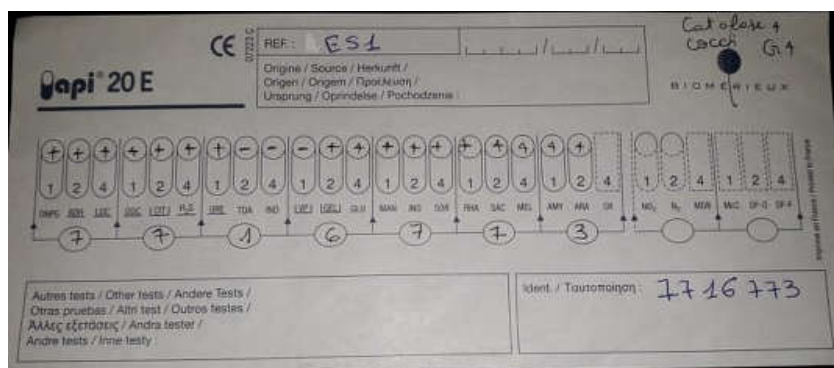 Catalase +
cocci G+
CE
07222 C
REF. : ES1
Origine / Source / Herkunft /
Origen / Origem / Προέλευση /
Ursprung / Oprindelse / Pochodzenie :
api® 20 E
BIOMÉRIEUX
+ + + + + + + - - - + + + + + + + + + +
1 2 4 1 2 4 1 2 4 1 2 4 1 2 4 1 2 4 1 2 4 1 2 4 1 2 4
ONPG ADH LDC ODC |CIT| H₂S URE TDA IND |VP| |GEL| GLU MAN INO SOR RHA SAC MEL AMY ARA OX NO₂ N₂ MOB McC OF-O OF-F
7 7 1 6 7 7 3
Autres tests / Other tests / Andere Tests /
Otras pruebas / Altri test / Outros testes /
Άλλες εξετάσεις / Andra tester /
Andre tests / Inne testy :
Ident. / Ταυτοποίηση : 7716773